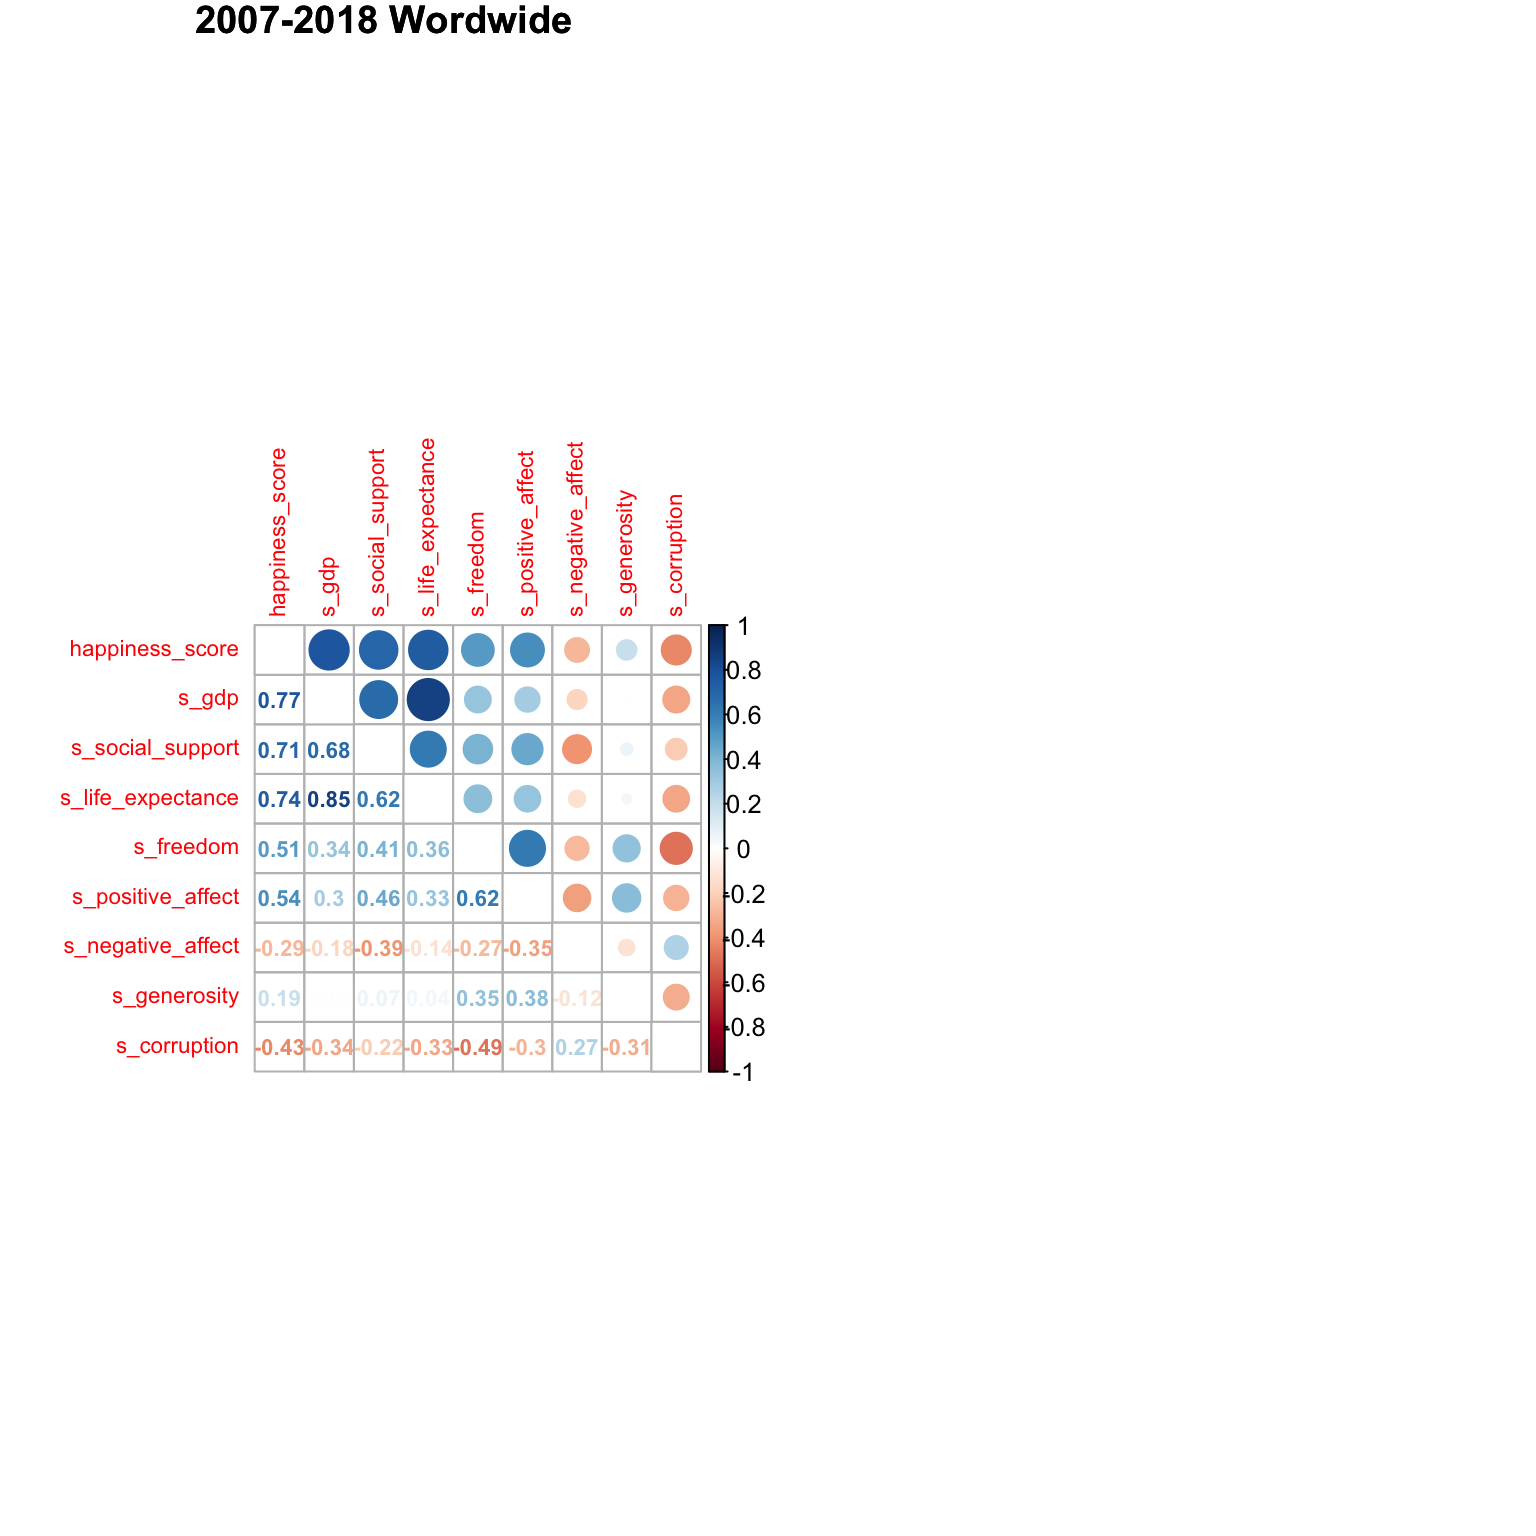 2007-2018 Wordwide
happiness_score
s_gdp
s_social_support
s_life_expectance
s_freedom
s_positive_affect
s_negative_affect
s_generosity
s_corruption
happiness_score
s_gdp 0.77
s_social_support 0.71 0.68
s_life_expectance 0.74 0.85 0.62
s_freedom 0.51 0.34 0.41 0.36
s_positive_affect 0.54 0.3 0.46 0.33 0.62
s_negative_affect -0.29 -0.18 -0.39 -0.14 -0.27 -0.35
s_generosity 0.19 0.07 0.04 0.35 0.38 -0.12
s_corruption -0.43 -0.34 -0.22 -0.33 -0.49 -0.3 0.27 -0.31
1
0.8
0.6
0.4
0.2
0
-0.2
-0.4
-0.6
-0.8
-1